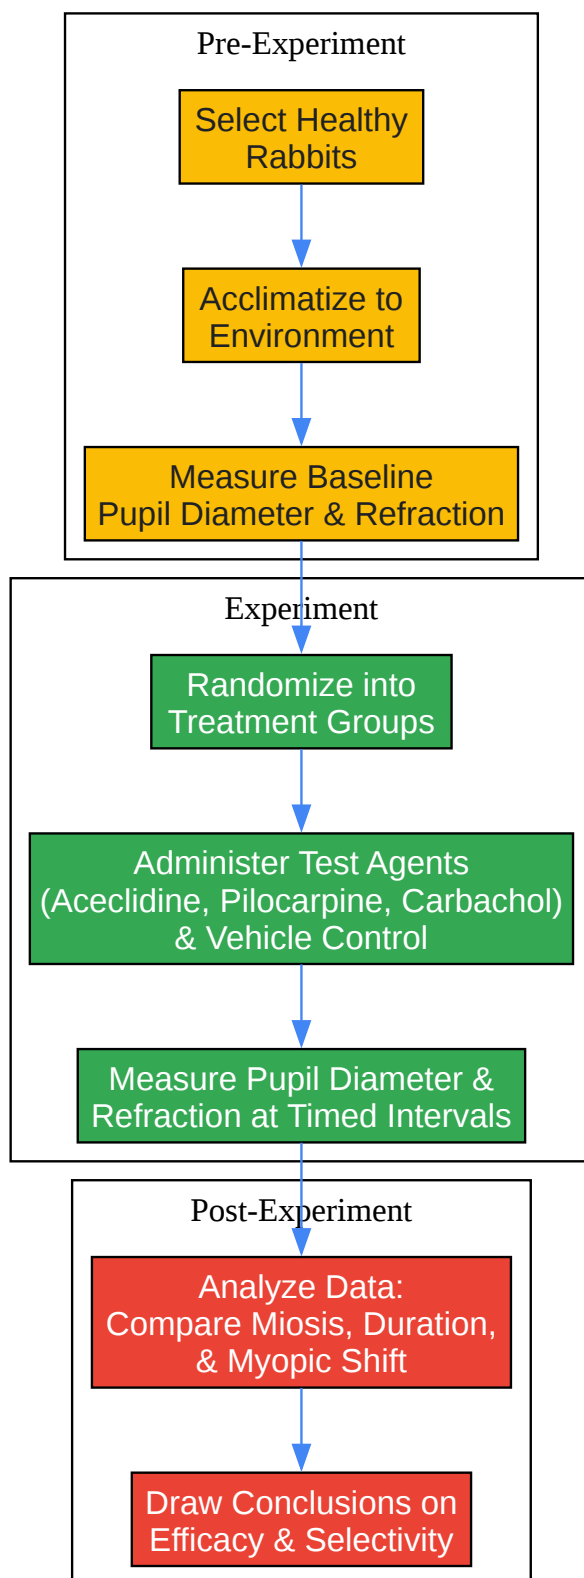 Pre-Experiment
Select Healthy
Rabbits
Acclimatize to
Environment
Measure Baseline
Pupil Diameter & Refraction
Experiment
Randomize into
Treatment Groups
Administer Test Agents
(Aceclidine, Pilocarpine, Carbachol)
& Vehicle Control
Measure Pupil Diameter &
Refraction at Timed Intervals
Post-Experiment
Analyze Data:
Compare Miosis, Duration,
& Myopic Shift
Draw Conclusions on
Efficacy & Selectivity